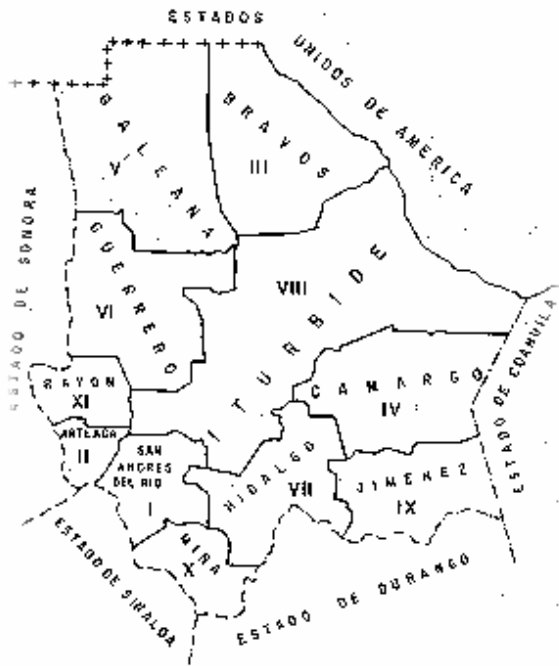 ESTADOS
UNIDOS DE AMERICA
GALEANA
V
BRAVOS
III
ESTADO DE SONORA
GUERRERO
VI
VIII
ITURBIDE
RAYON
XI
ARTEAGA
II
SAN
ANDRES
DEL RIO
I
CAMARGO
IV
HIDALGO
VII
JIMENEZ
IX
MINA
X
ESTADO DE COAHUILA
ESTADO DE SINALOA
ESTADO DE DURANGO